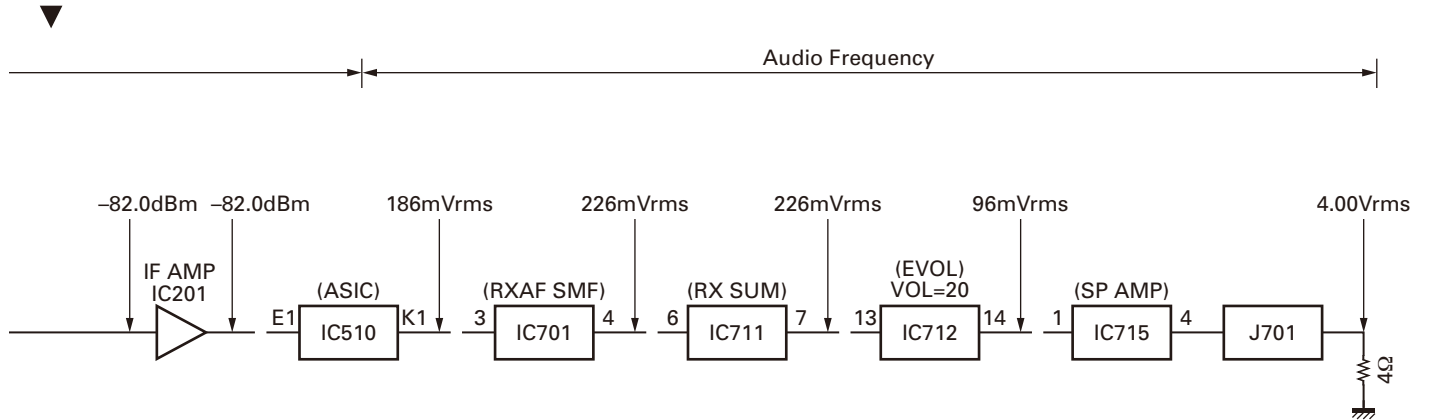 Audio Frequency
–82.0dBm –82.0dBm 186mVrms 226mVrms 226mVrms 96mVrms 4.00Vrms
IF AMP
IC201
(ASIC)
E1 IC510 K1
(RXAF SMF)
3 IC701 4
(RX SUM)
6 IC711 7
(EVOL)
VOL=20
13 IC712 14
(SP AMP)
1 IC715 4
J701
4Ω